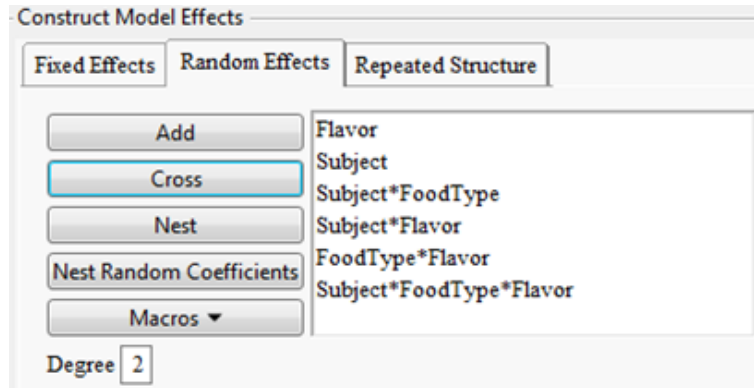 Construct Model Effects
Fixed Effects Random Effects Repeated Structure
Add
Cross
Nest
Nest Random Coefficients
Macros
Degree 2
Flavor
Subject
Subject*FoodType
Subject*Flavor
FoodType*Flavor
Subject*FoodType*Flavor